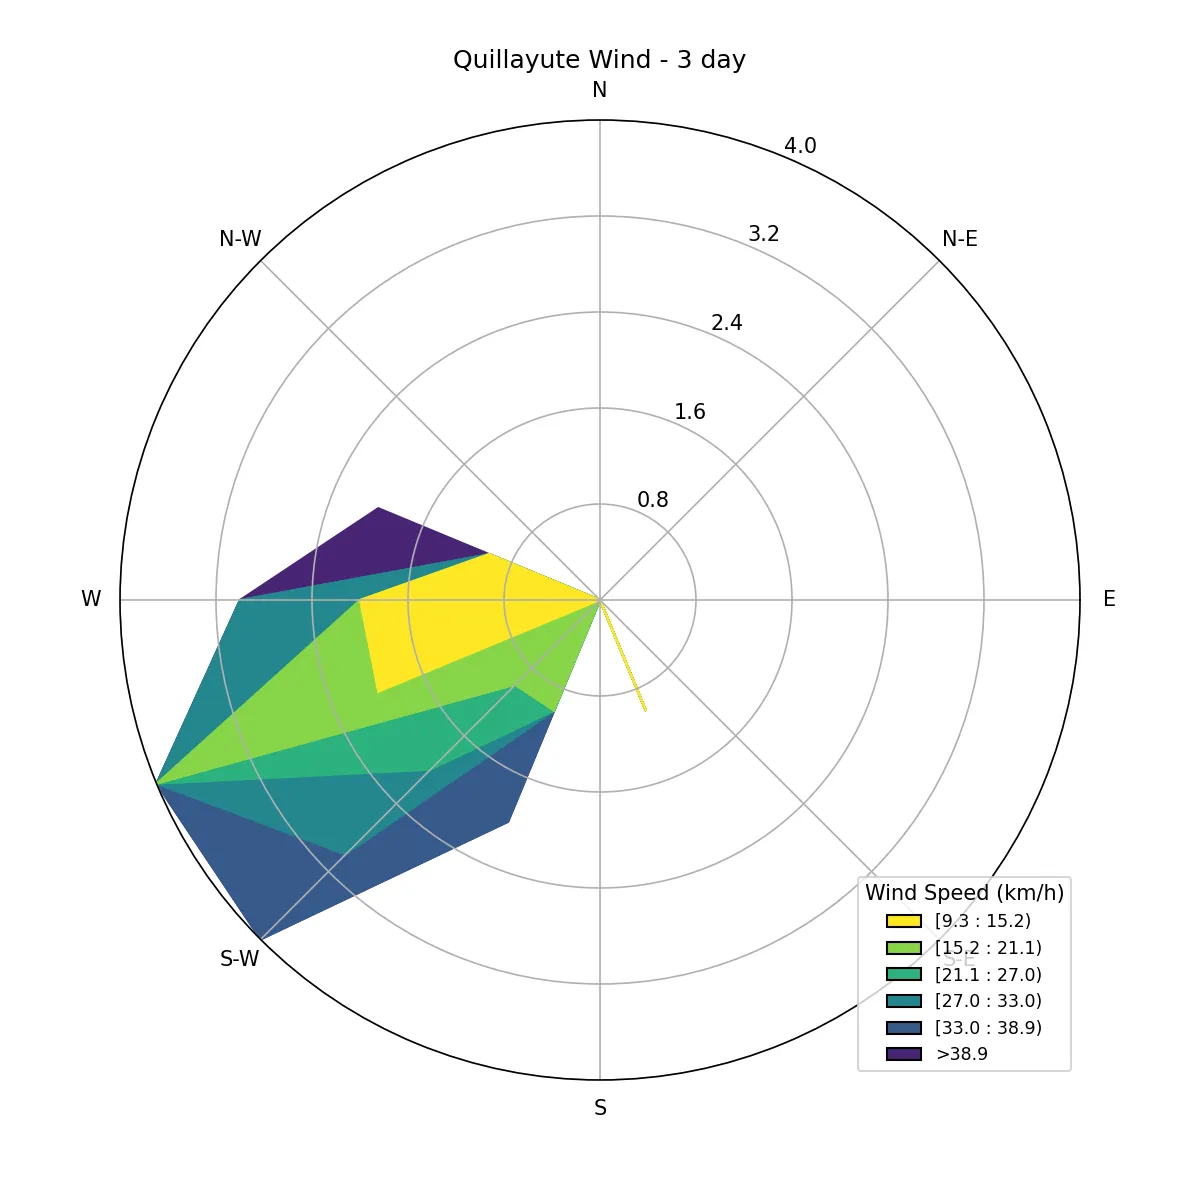 Quillayute Wind - 3 day
N
4.0
N-W
3.2
N-E
2.4
1.6
0.8
W
E
Wind Speed (km/h)
[9.3 : 15.2)
[15.2 : 21.1)
S-W
S-E
[21.1 : 27.0)
[27.0 : 33.0)
[33.0 : 38.9)
>38.9
S